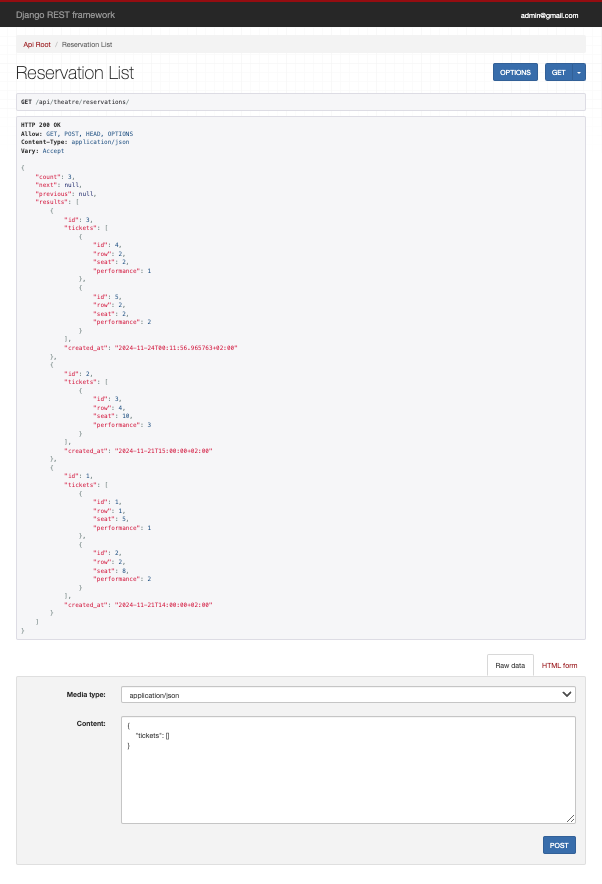 Django REST framework
admin@gmail.com
Api Root / Reservation List
Reservation List
OPTIONS
GET
GET /api/theatre/reservations/
HTTP 200 OK
Allow: GET, POST, HEAD, OPTIONS
Content-Type: application/json
Vary: Accept
{
"count": 3,
"next": null,
"previous": null,
"results": [
{
"id": 3,
"tickets": [
{
"id": 4,
"row": 2,
"seat": 2,
"performance": 1
},
{
"id": 5,
"row": 2,
"seat": 2,
"performance": 2
}
],
"created_at": "2024-11-24T00:11:56.965763+02:00"
},
{
"id": 2,
"tickets": [
{
"id": 3,
"row": 4,
"seat": 10,
"performance": 3
}
],
"created_at": "2024-11-21T15:00:00+02:00"
},
{
"id": 1,
"tickets": [
{
"id": 1,
"row": 1,
"seat": 5,
"performance": 1
},
{
"id": 2,
"row": 2,
"seat": 8,
"performance": 2
}
],
"created_at": "2024-11-21T14:00:00+02:00"
}
]
}
Raw data
HTML form
Media type:
application/json
Content:
{
"tickets": []
}
POST